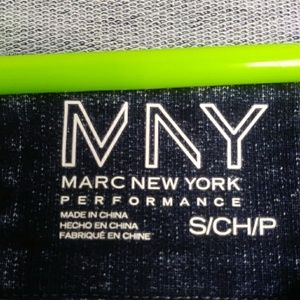 MNY
MARC NEW YORK
PERFORMANCE
MADE IN CHINA
HECHO EN CHINA
FABRIQUÉ EN CHINE
S/CH/P